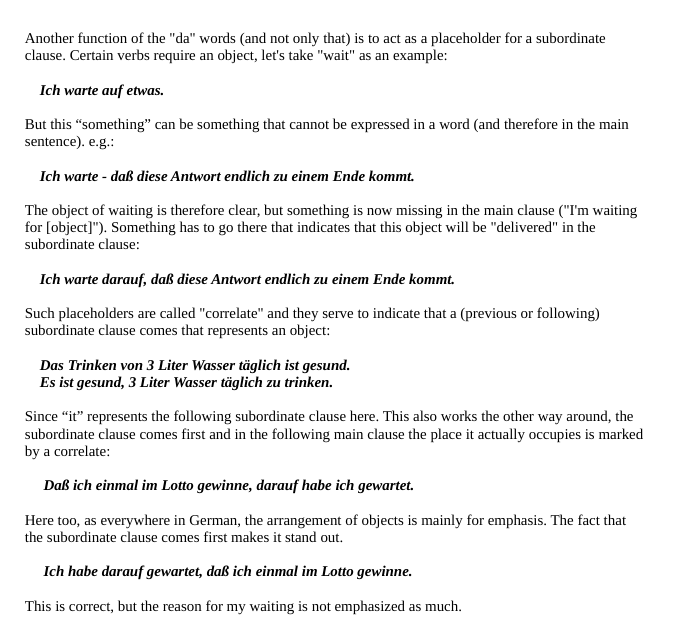 Another function of the "da" words (and not only that) is to act as a placeholder for a subordinate
clause. Certain verbs require an object, let's take "wait" as an example:
Ich warte auf etwas.
But this “something” can be something that cannot be expressed in a word (and therefore in the main
sentence). e.g.:
Ich warte - daß diese Antwort endlich zu einem Ende kommt.
The object of waiting is therefore clear, but something is now missing in the main clause ("I'm waiting
for [object]"). Something has to go there that indicates that this object will be "delivered" in the
subordinate clause:
Ich warte darauf, daß diese Antwort endlich zu einem Ende kommt.
Such placeholders are called "correlate" and they serve to indicate that a (previous or following)
subordinate clause comes that represents an object:
Das Trinken von 3 Liter Wasser täglich ist gesund.
Es ist gesund, 3 Liter Wasser täglich zu trinken.
Since “it” represents the following subordinate clause here. This also works the other way around, the
subordinate clause comes first and in the following main clause the place it actually occupies is marked
by a correlate:
Daß ich einmal im Lotto gewinne, darauf habe ich gewartet.
Here too, as everywhere in German, the arrangement of objects is mainly for emphasis. The fact that
the subordinate clause comes first makes it stand out.
Ich habe darauf gewartet, daß ich einmal im Lotto gewinne.
This is correct, but the reason for my waiting is not emphasized as much.